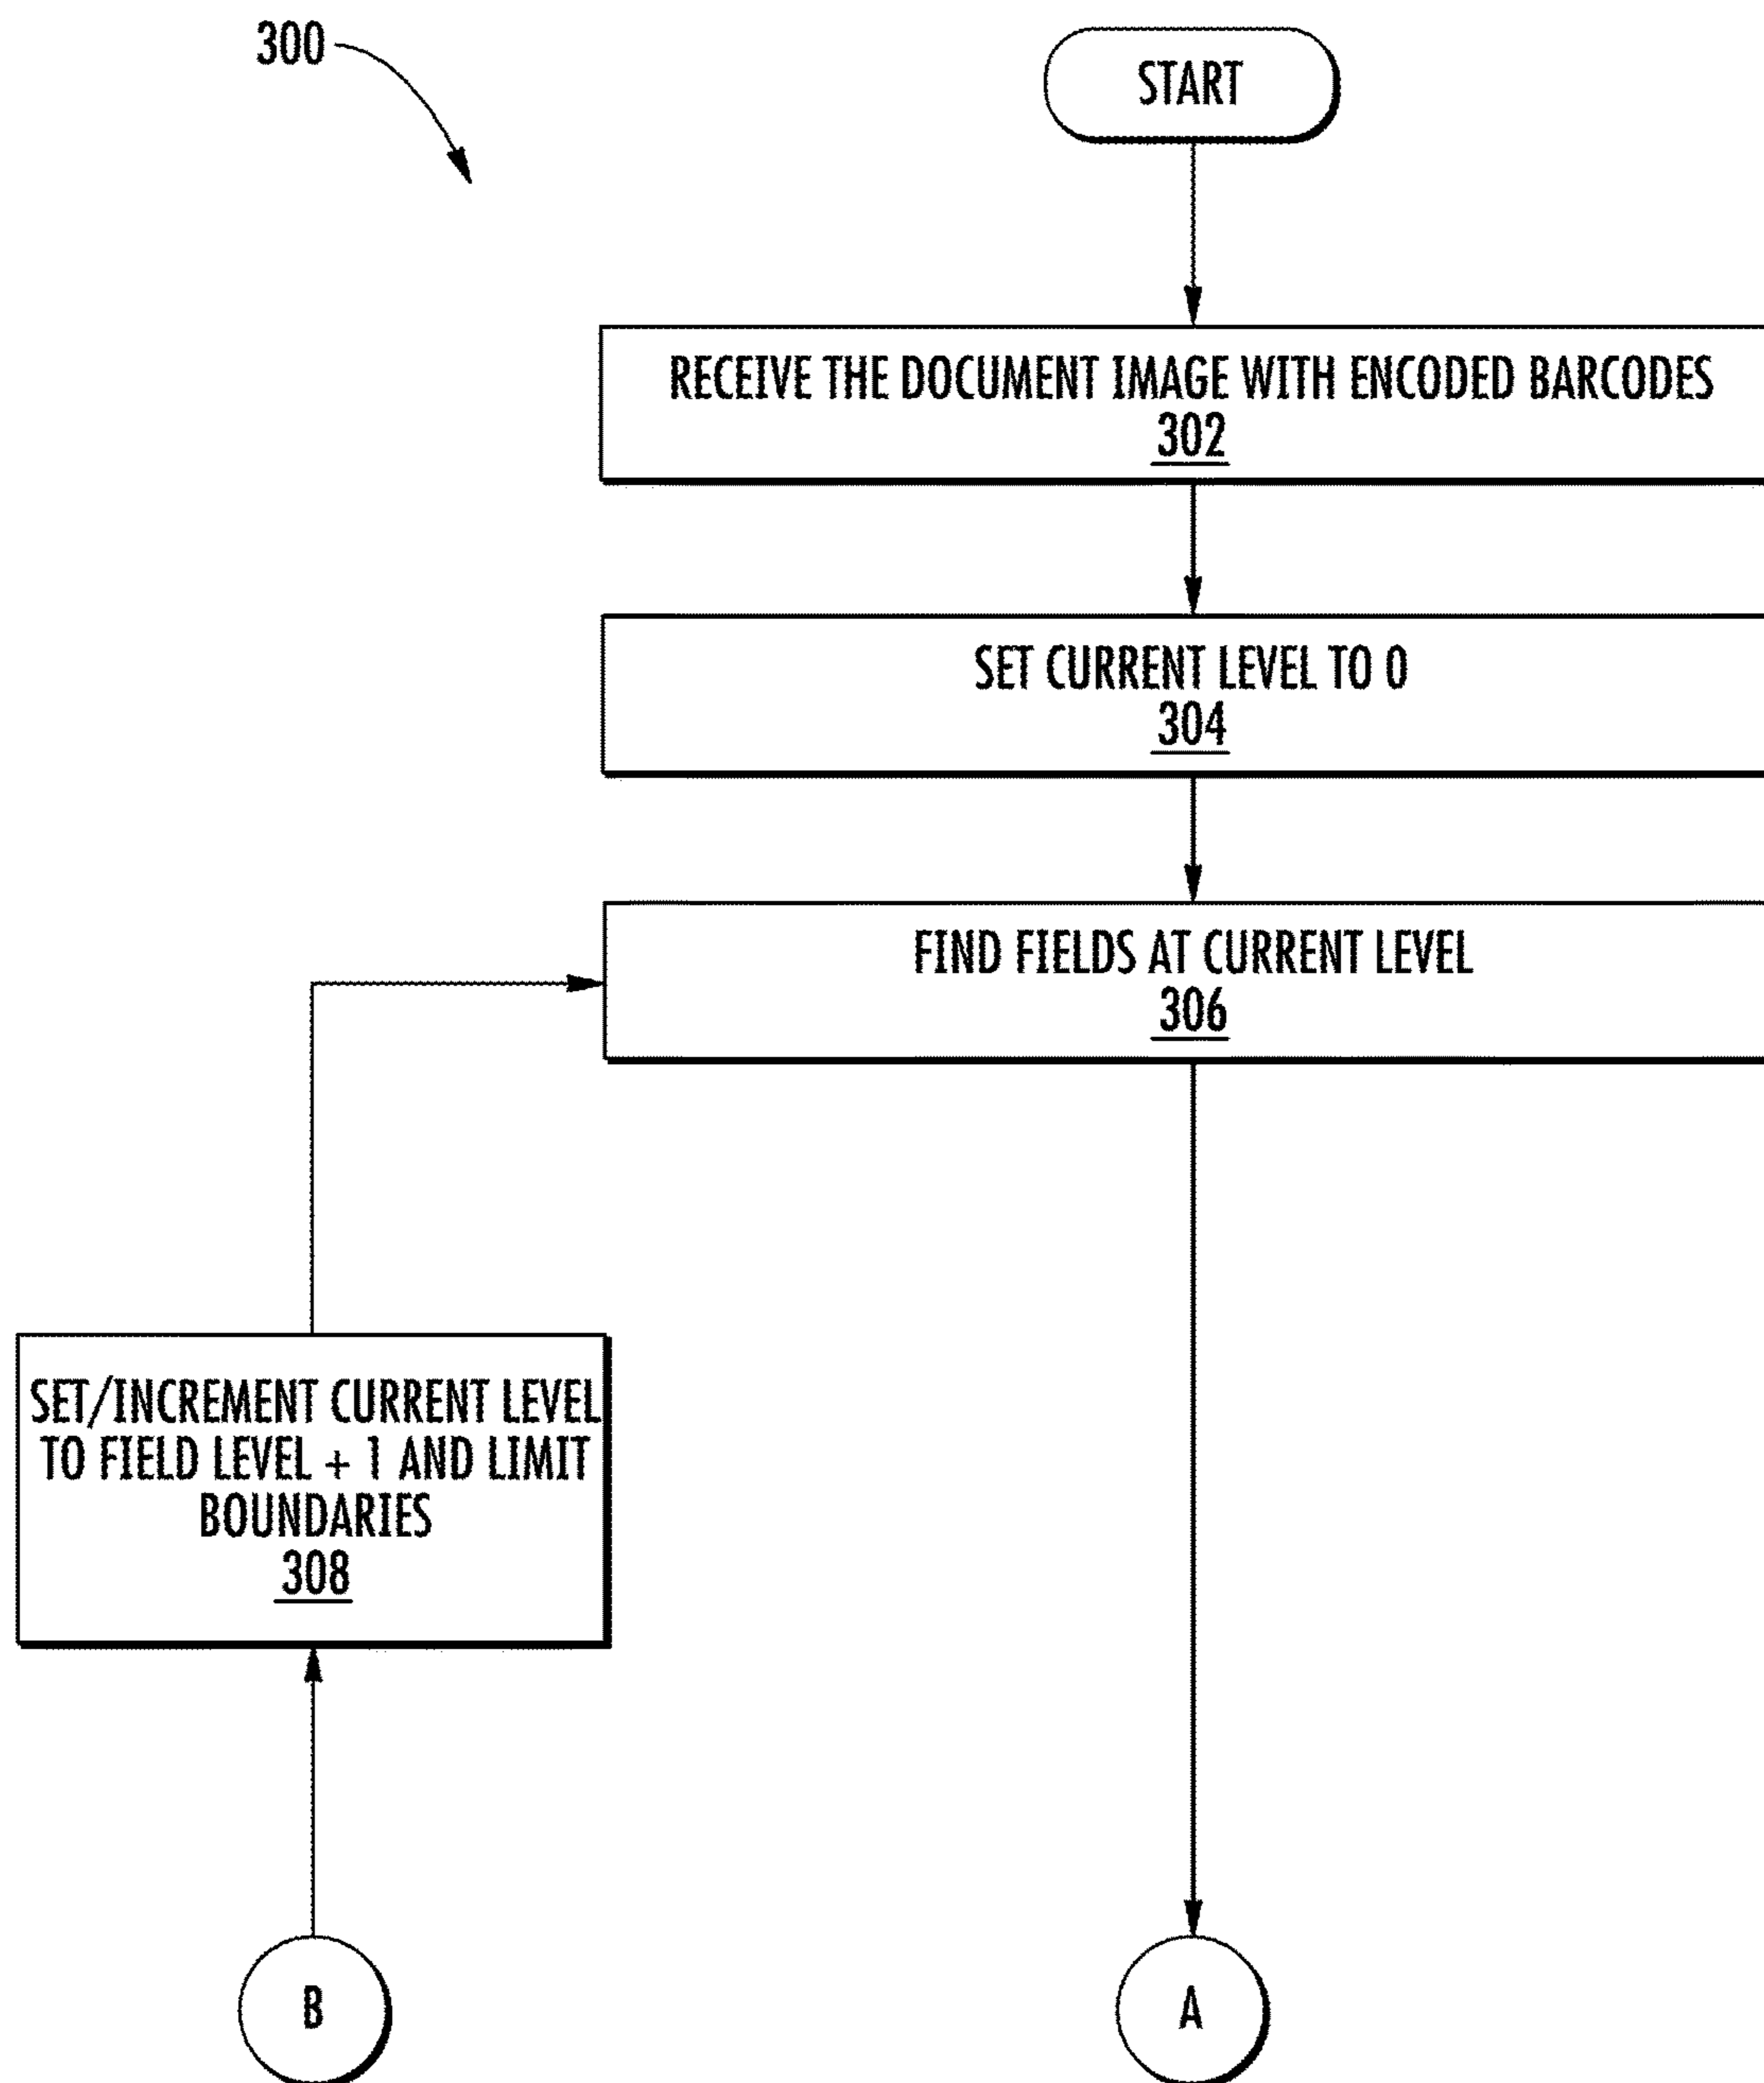 300
START
RECEIVE THE DOCUMENT IMAGE WITH ENCODED BARCODES
302
SET CURRENT LEVEL TO 0
304
FIND FIELDS AT CURRENT LEVEL
306
SET/INCREMENT CURRENT LEVEL
TO FIELD LEVEL + 1 AND LIMIT
BOUNDARIES
308
B
A